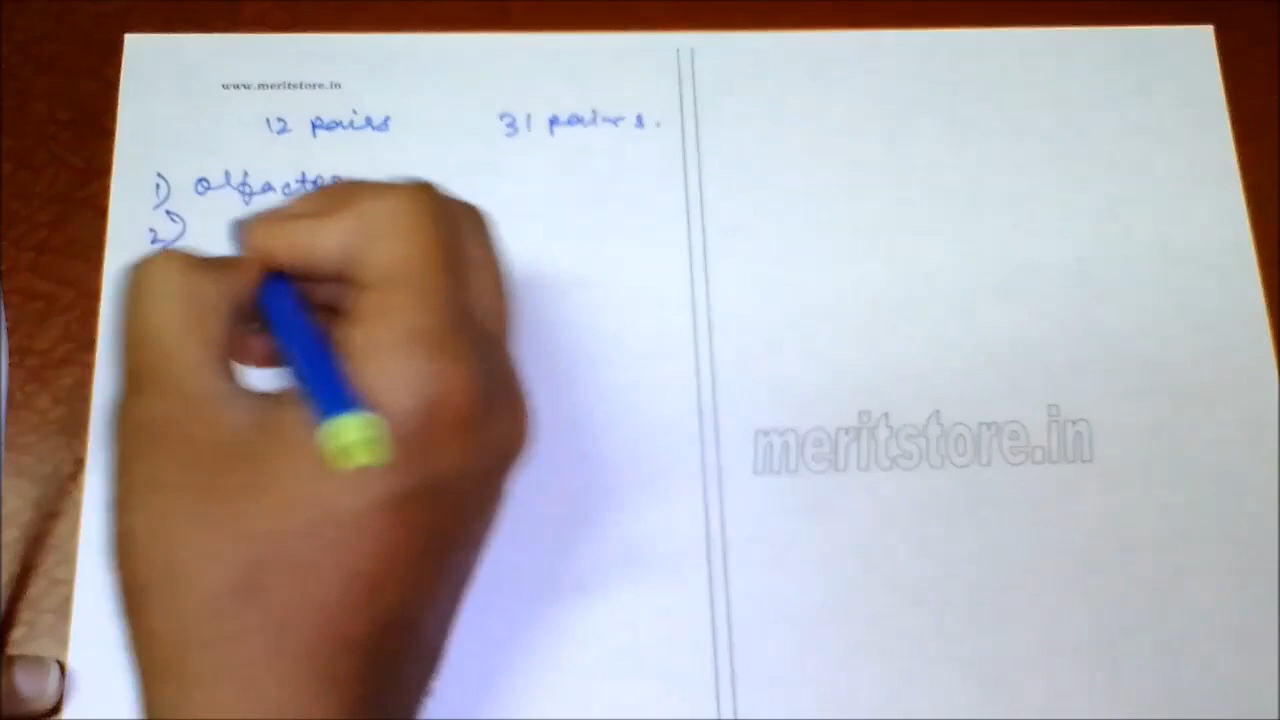 www.meritstore.in
12 pairs 31 pairs.
1) olfacto
2)
meritstore.in